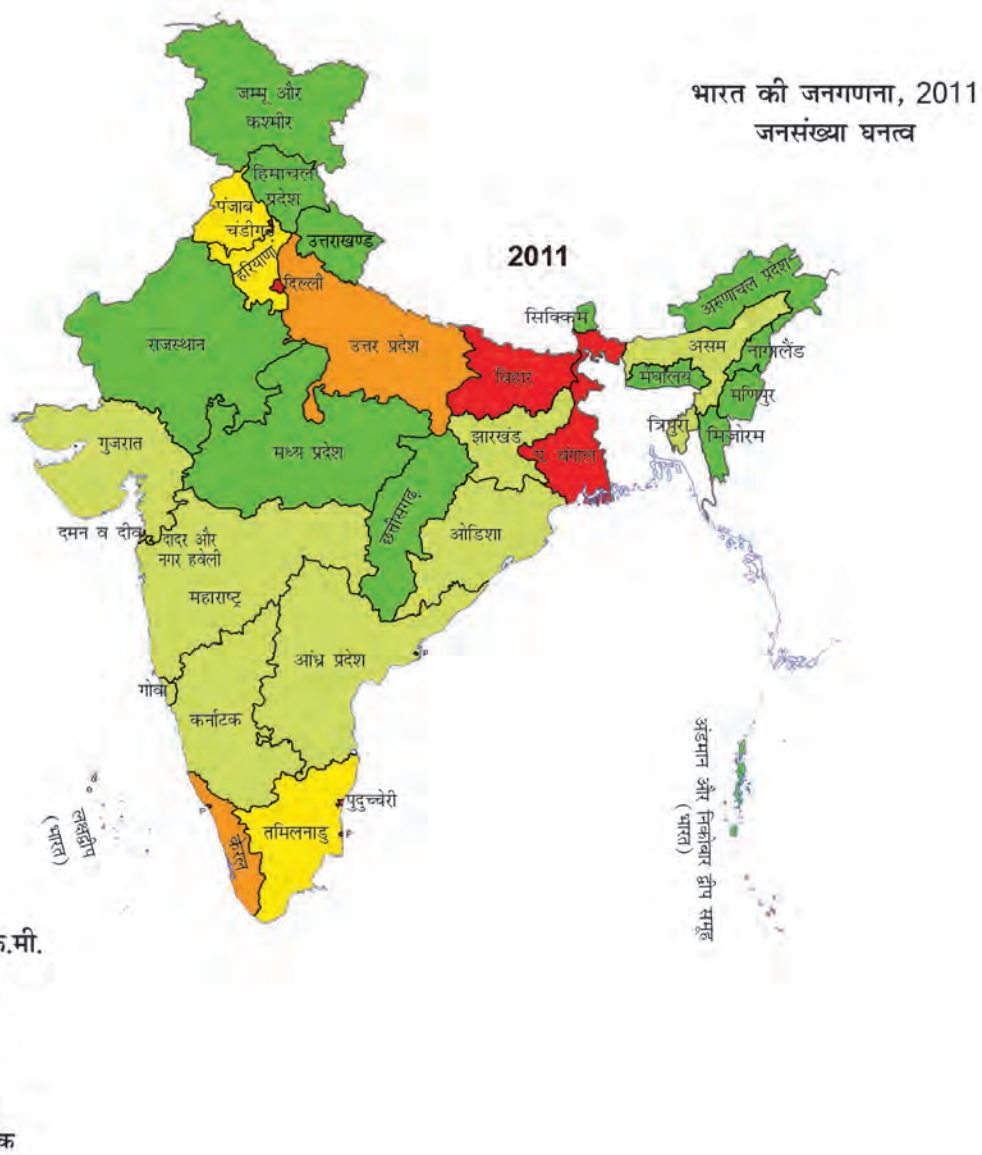 भारत की जनगणना, 2011
जनसंख्या घनत्व
2011
जम्मू और
कश्मीर
हिमाचल
प्रदेश
पंजाब
चंडीगढ़
उत्तराखण्ड
हरियाणा
दिल्ली
राजस्थान
उत्तर प्रदेश
बिहार
सिक्किम
अरुणाचल प्रदेश
असम
नागालैंड
मेघालय
मणिपुर
त्रिपुरा
मिज़ोरम
गुजरात
मध्य प्रदेश
झारखंड
प. बंगाल
छत्तीसगढ़
ओडिशा
दमन व दीव
दादर और
नगर हवेली
महाराष्ट्र
आंध्र प्रदेश
गोवा
कर्नाटक
पुदुच्चेरी
तमिलनाडु
केरल
लक्षद्वीप
(भारत)
अंडमान और निकोबार द्वीप समूह
(भारत)
.मी.
क